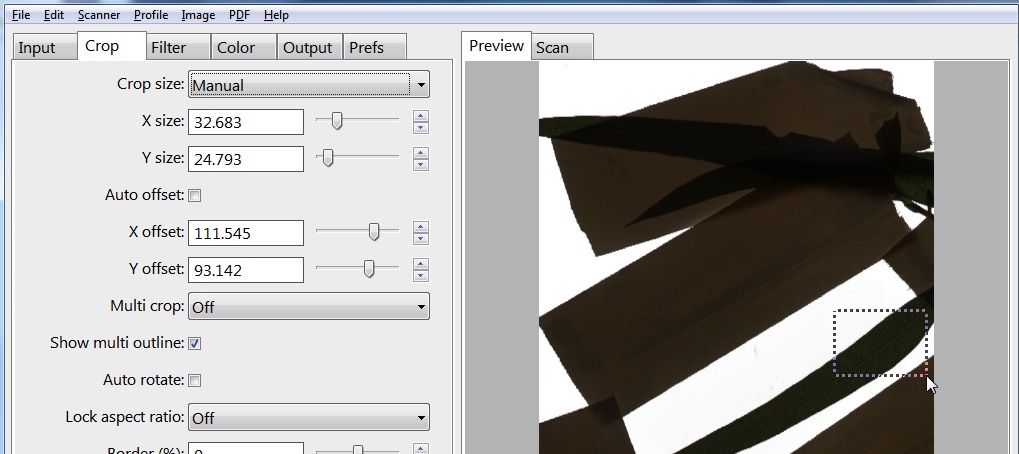 File Edit Scanner Profile Image PDF Help
Input Crop Filter Color Output Prefs Preview Scan
Crop size: Manual
X size: 32.683
Y size: 24.793
Auto offset:
X offset: 111.545
Y offset: 93.142
Multi crop: Off
Show multi outline:
Auto rotate:
Lock aspect ratio: Off
Border (%): 0